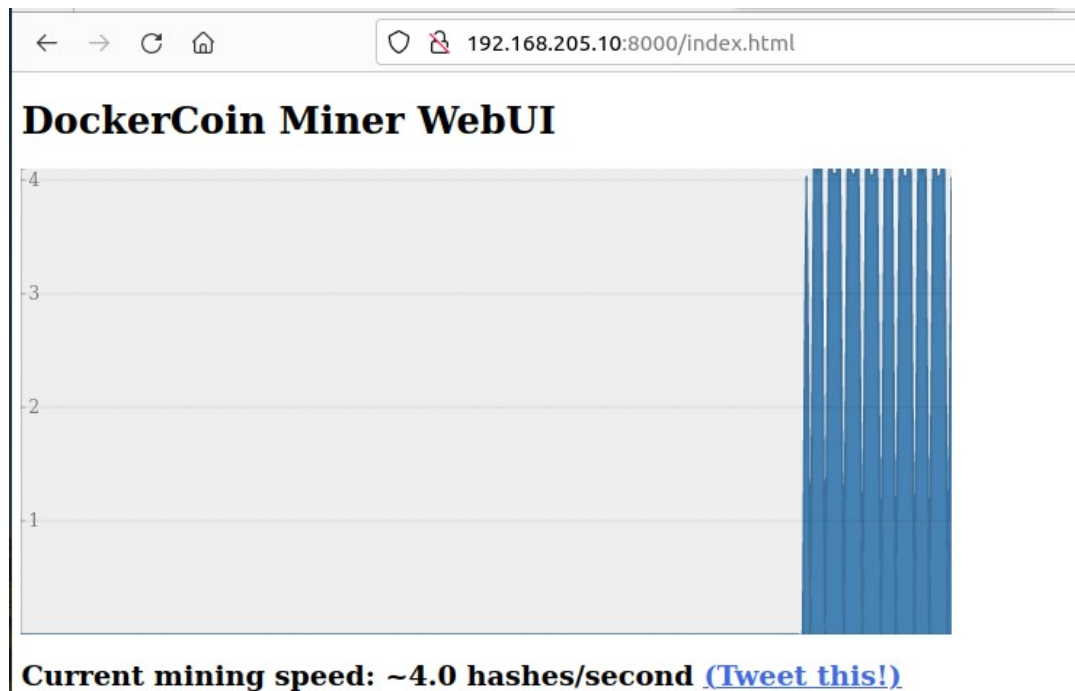 192.168.205.10:8000/index.html
DockerCoin Miner WebUI
4
3
2
1
Current mining speed: ~4.0 hashes/second (Tweet this!)